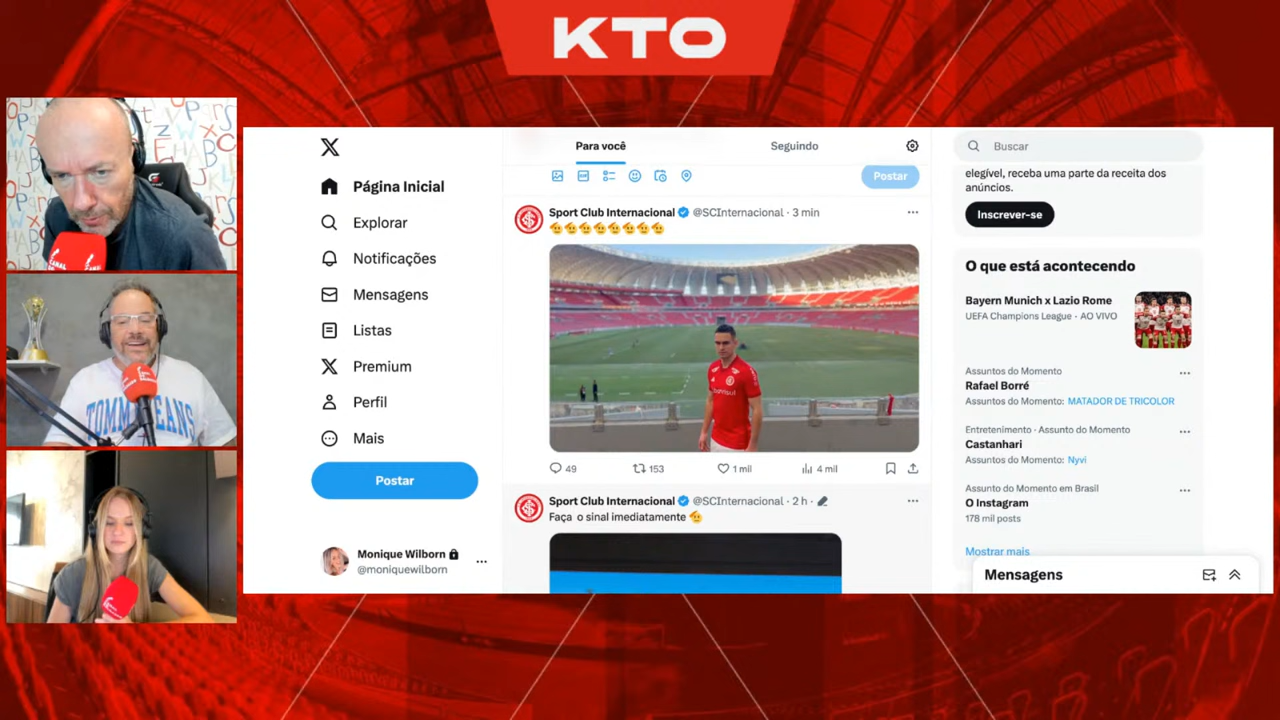 KTO
TOMMY JEANS
Página Inicial
Explorar
Notificações
Mensagens
Listas
Premium
Perfil
Mais
Postar
Monique Wilborn
@moniquewilborn
Para você
Seguindo
Postar
Sport Club Internacional @SCInternacional · 3 min
49
153
1 mil
4 mil
Sport Club Internacional @SCInternacional · 2 h ·
Faça o sinal imediatamente
Buscar
elegível, receba uma parte da receita dos
anúncios.
Inscrever-se
O que está acontecendo
Bayern Munich x Lazio Rome
UEFA Champions League · AO VIVO
Assuntos do Momento
Rafael Borré
Assuntos do Momento: MATADOR DE TRICOLOR
Entretenimento · Assunto do Momento
Castanhari
Assuntos do Momento: Nyvi
Assunto do Momento em Brasil
O Instagram
178 mil posts
Mostrar mais
Mensagens